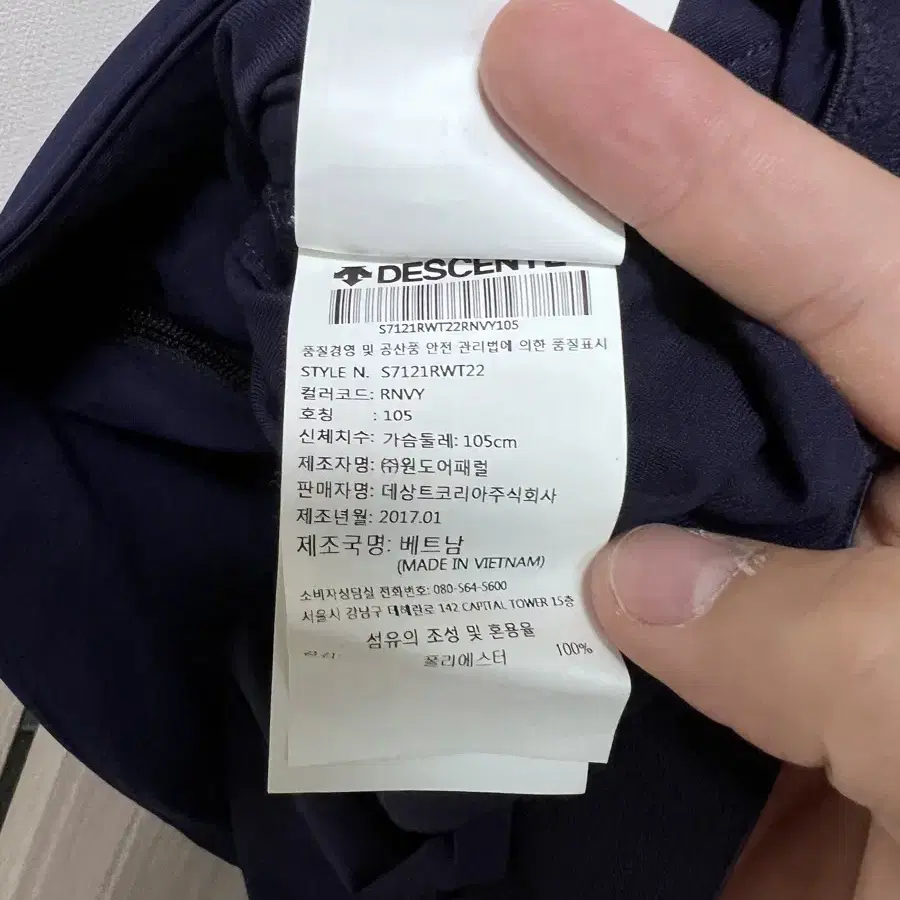 DESCENTE
S7121RWT22RNVY105
품질경영 및 공산품 안전 관리법에 의한 품질표시
STYLE N. S7121RWT22
컬러코드: RNVY
호칭 : 105
신체치수: 가슴둘레: 105cm
제조자명: ㈜원도어패럴
판매자명: 데상트코리아주식회사
제조년월: 2017.01
제조국명: 베트남
(MADE IN VIETNAM)
소비자상담실 전화번호: 080-564-5600
서울시 강남구 테헤란로 142 CAPITAL TOWER 15층
섬유의 조성 및 혼용율
폴리에스터 100%